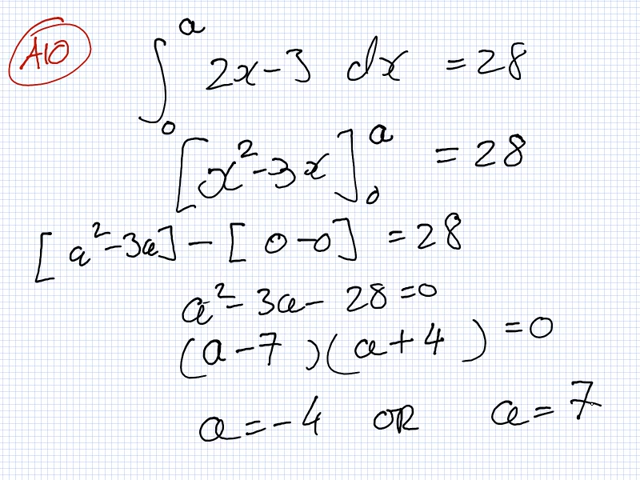 A10
∫₀ᵃ 2x-3 dx = 28
[x²-3x]₀ᵃ = 28
[a²-3a] - [0-0] = 28
a²-3a-28=0
(a-7)(a+4)=0
a=-4 OR a=7